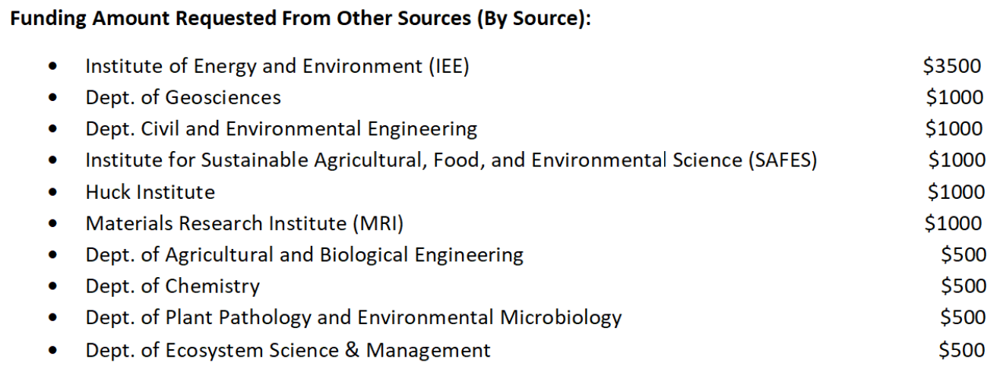 Funding Amount Requested From Other Sources (By Source):
• Institute of Energy and Environment (IEE) $3500
• Dept. of Geosciences $1000
• Dept. Civil and Environmental Engineering $1000
• Institute for Sustainable Agricultural, Food, and Environmental Science (SAFES) $1000
• Huck Institute $1000
• Materials Research Institute (MRI) $1000
• Dept. of Agricultural and Biological Engineering $500
• Dept. of Chemistry $500
• Dept. of Plant Pathology and Environmental Microbiology $500
• Dept. of Ecosystem Science & Management $500